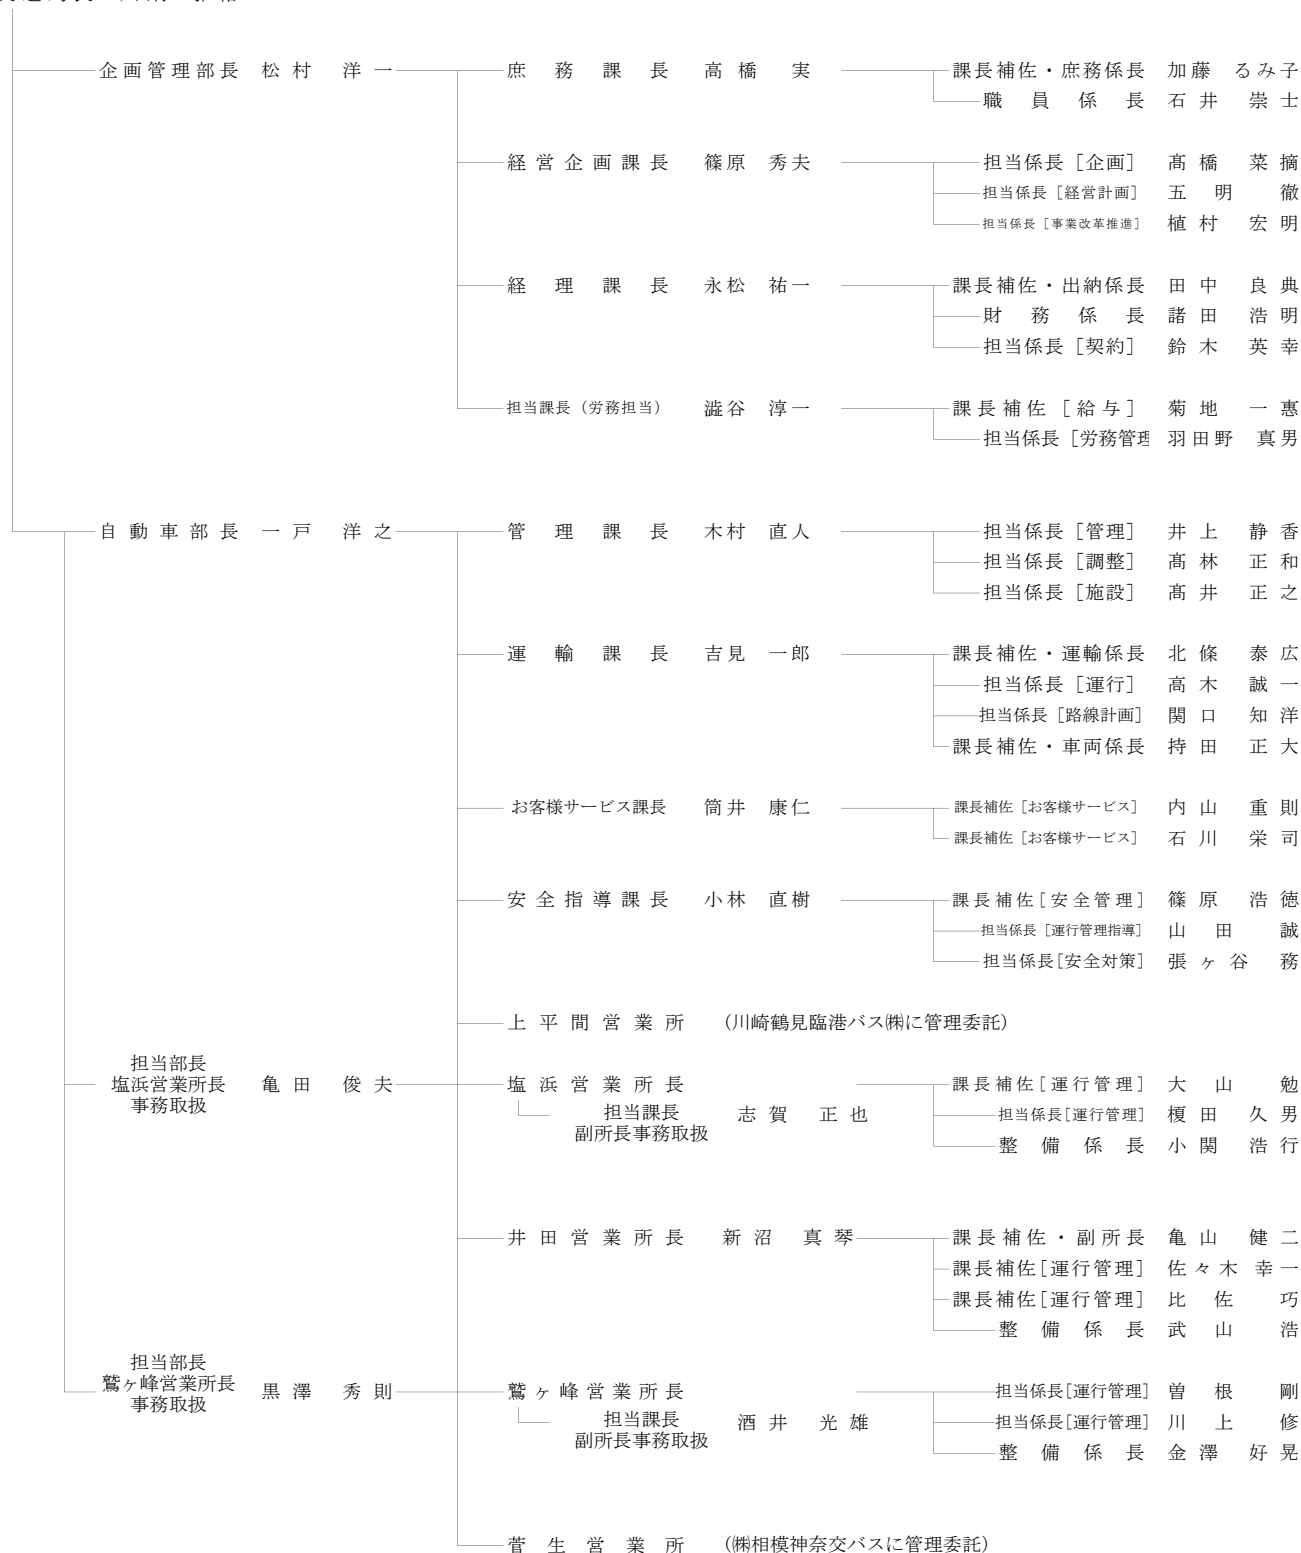 企画管理部長 松村 洋一 庶務課長 高橋 実 課長補佐・庶務係長 加藤 るみ子
職員係長 石井 崇士
経営企画課長 篠原 秀夫 担当係長［企画］ 髙橋 菜摘
担当係長［経営計画］ 五明 徹
担当係長［事業改革推進］ 植村 宏明
経理課長 永松 祐一 課長補佐・出納係長 田中 良典
財務係長 諸田 浩明
担当係長［契約］ 鈴木 英幸
担当課長（労務担当） 澁谷 淳一 課長補佐［給与］ 菊地 一惠
担当係長［労務管理 羽田野 真男
自動車部長 一戸 洋之 管理課長 木村 直人 担当係長［管理］ 井上 静香
担当係長［調整］ 髙林 正和
担当係長［施設］ 髙井 正之
運輸課長 吉見 一郎 課長補佐・運輸係長 北條 泰広
担当係長［運行］ 高木 誠一
担当係長［路線計画］ 関口 知洋
課長補佐・車両係長 持田 正大
お客様サービス課長 筒井 康仁 課長補佐［お客様サービス］ 内山 重則
課長補佐［お客様サービス］ 石川 栄司
安全指導課長 小林 直樹 課長補佐［安全管理］ 篠原 浩徳
担当係長［運行管理指導］ 山田 誠
担当係長［安全対策］ 張ヶ谷 務
上平間営業所 （川崎鶴見臨港バス㈱に管理委託）
担当部長
塩浜営業所長 亀田 俊夫 塩浜営業所長 課長補佐［運行管理］ 大山 勉
事務取扱
担当課長 志賀 正也 担当係長［運行管理］ 榎田 久男
副所長事務取扱
整備係長 小関 浩行
井田営業所長 新沼 真琴 課長補佐・副所長 亀山 健二
課長補佐［運行管理］ 佐々木 幸一
課長補佐［運行管理］ 比佐 巧
整備係長 武山 浩
担当部長
鷲ヶ峰営業所長 黒澤 秀則 鷲ヶ峰営業所長 担当係長［運行管理］ 曽根 剛
事務取扱
担当課長 酒井 光雄 担当係長［運行管理］ 川上 修
副所長事務取扱
整備係長 金澤 好晃
菅生営業所 （㈱相模神奈交バスに管理委託）